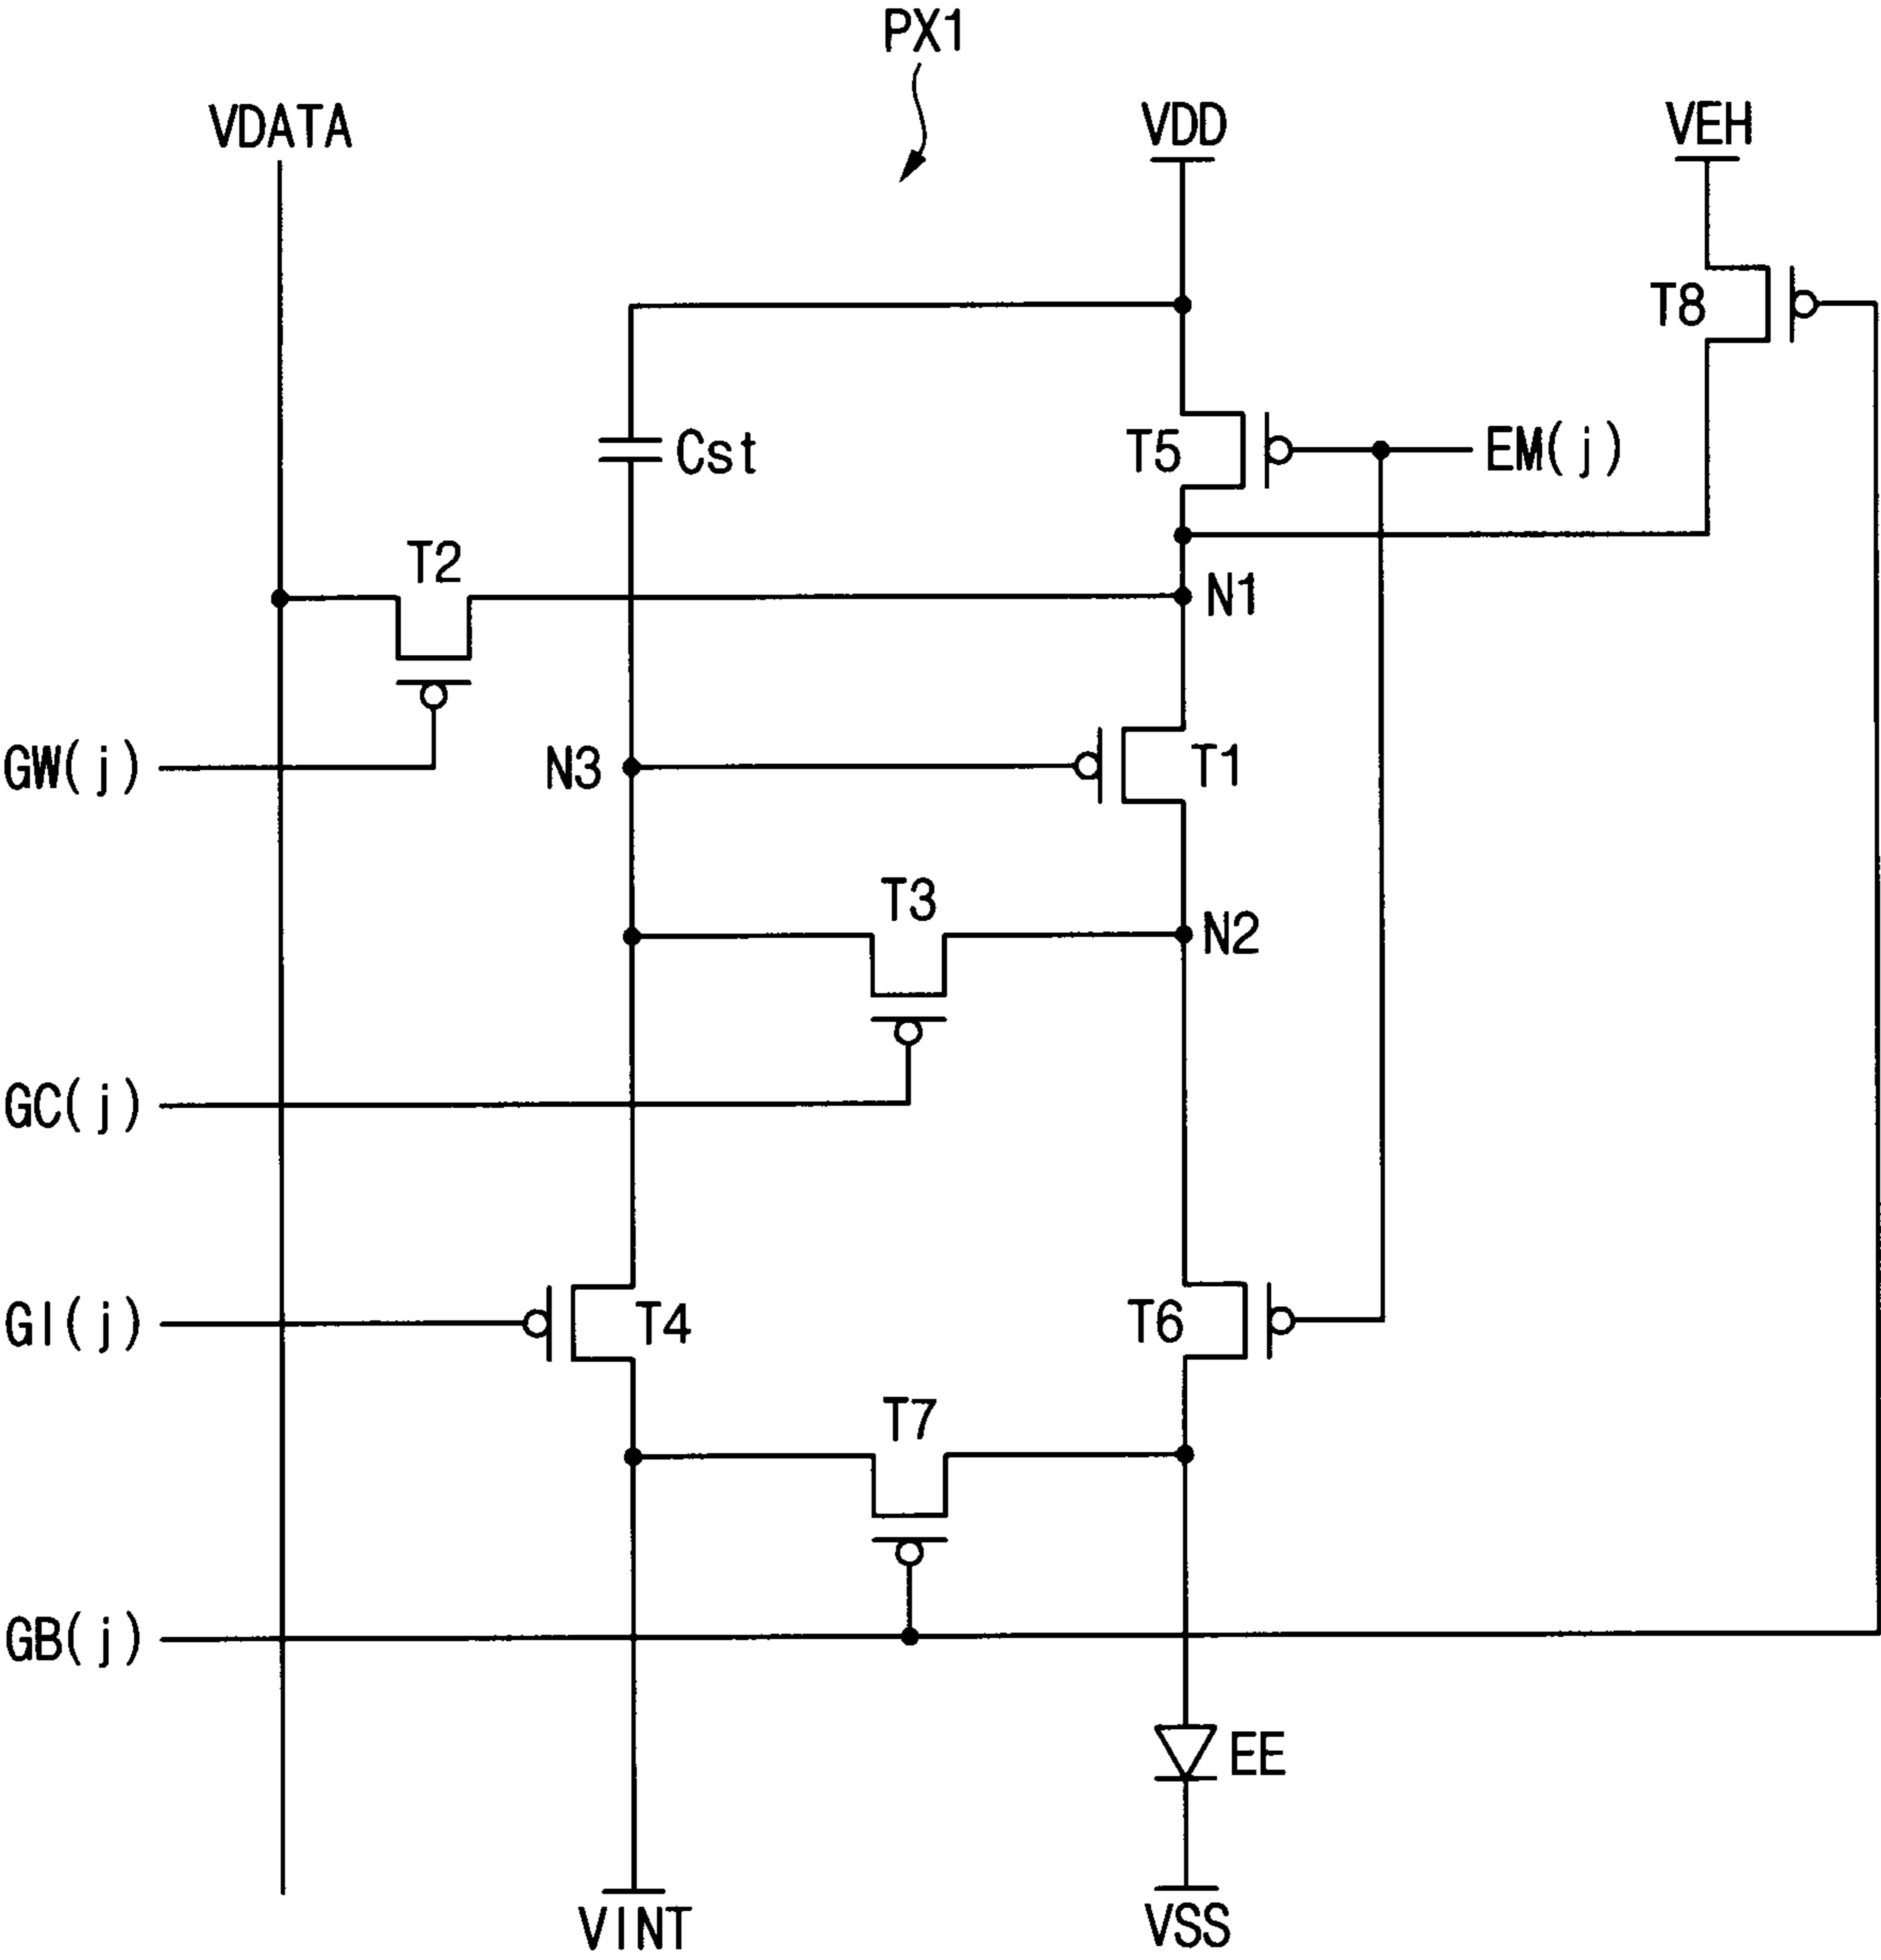 PX1
VDATA
VDD
VEH
T8
Cst
T5
EM(j)
T2
N1
GW(j)
N3
T1
T3
N2
GC(j)
GI(j)
T4
T6
T7
GB(j)
EE
VINT
VSS